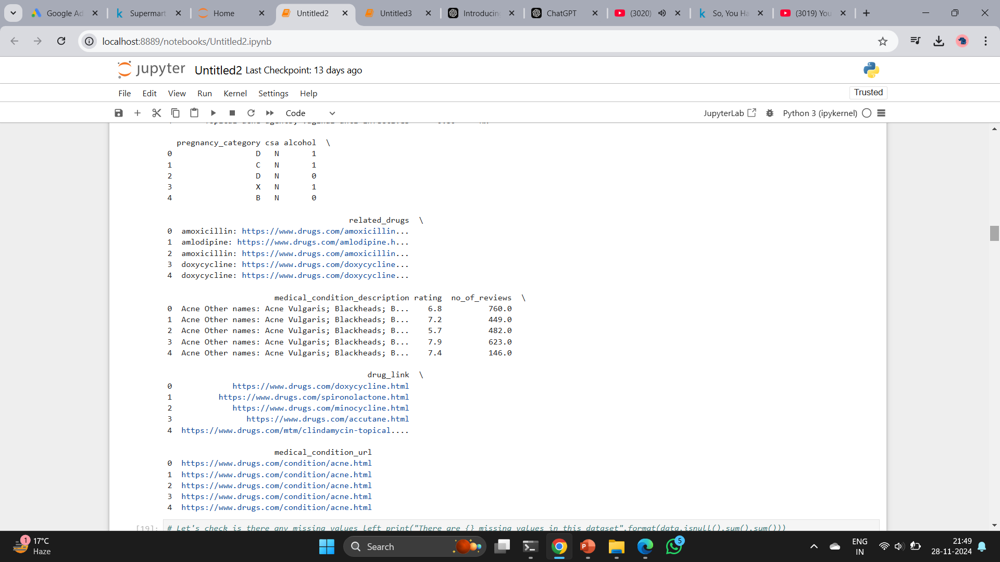 Google Ad
Supermart
Home
Untitled2
Untitled3
Introducin
ChatGPT
(3020)
So, You Ha
(3019) You
localhost:8889/notebooks/Untitled2.ipynb
jupyter Untitled2 Last Checkpoint: 13 days ago
File Edit View Run Kernel Settings Help
Trusted
Code
JupyterLab
Python 3 (ipykernel)
pregnancy_category csa alcohol \
0 D N 1
1 C N 1
2 D N 0
3 X N 1
4 B N 0
related_drugs \
0 amoxicillin: https://www.drugs.com/amoxicillin...
1 amlodipine: https://www.drugs.com/amlodipine.h...
2 amoxicillin: https://www.drugs.com/amoxicillin...
3 doxycycline: https://www.drugs.com/doxycycline...
4 doxycycline: https://www.drugs.com/doxycycline...
medical_condition_description rating no_of_reviews \
0 Acne Other names: Acne Vulgaris; Blackheads; B... 6.8 760.0
1 Acne Other names: Acne Vulgaris; Blackheads; B... 7.2 449.0
2 Acne Other names: Acne Vulgaris; Blackheads; B... 5.7 482.0
3 Acne Other names: Acne Vulgaris; Blackheads; B... 7.9 623.0
4 Acne Other names: Acne Vulgaris; Blackheads; B... 7.4 146.0
drug_link \
0 https://www.drugs.com/doxycycline.html
1 https://www.drugs.com/spironolactone.html
2 https://www.drugs.com/minocycline.html
3 https://www.drugs.com/accutane.html
4 https://www.drugs.com/mtm/clindamycin-topical....
medical_condition_url
0 https://www.drugs.com/condition/acne.html
1 https://www.drugs.com/condition/acne.html
2 https://www.drugs.com/condition/acne.html
3 https://www.drugs.com/condition/acne.html
4 https://www.drugs.com/condition/acne.html
[19]: # Let's check is there any missing values left print("There are {} missing values in this dataset".format(data.isnull().sum().sum()))
1
17°C
Haze
Search
P
5
ENG
IN
21:49
28-11-2024